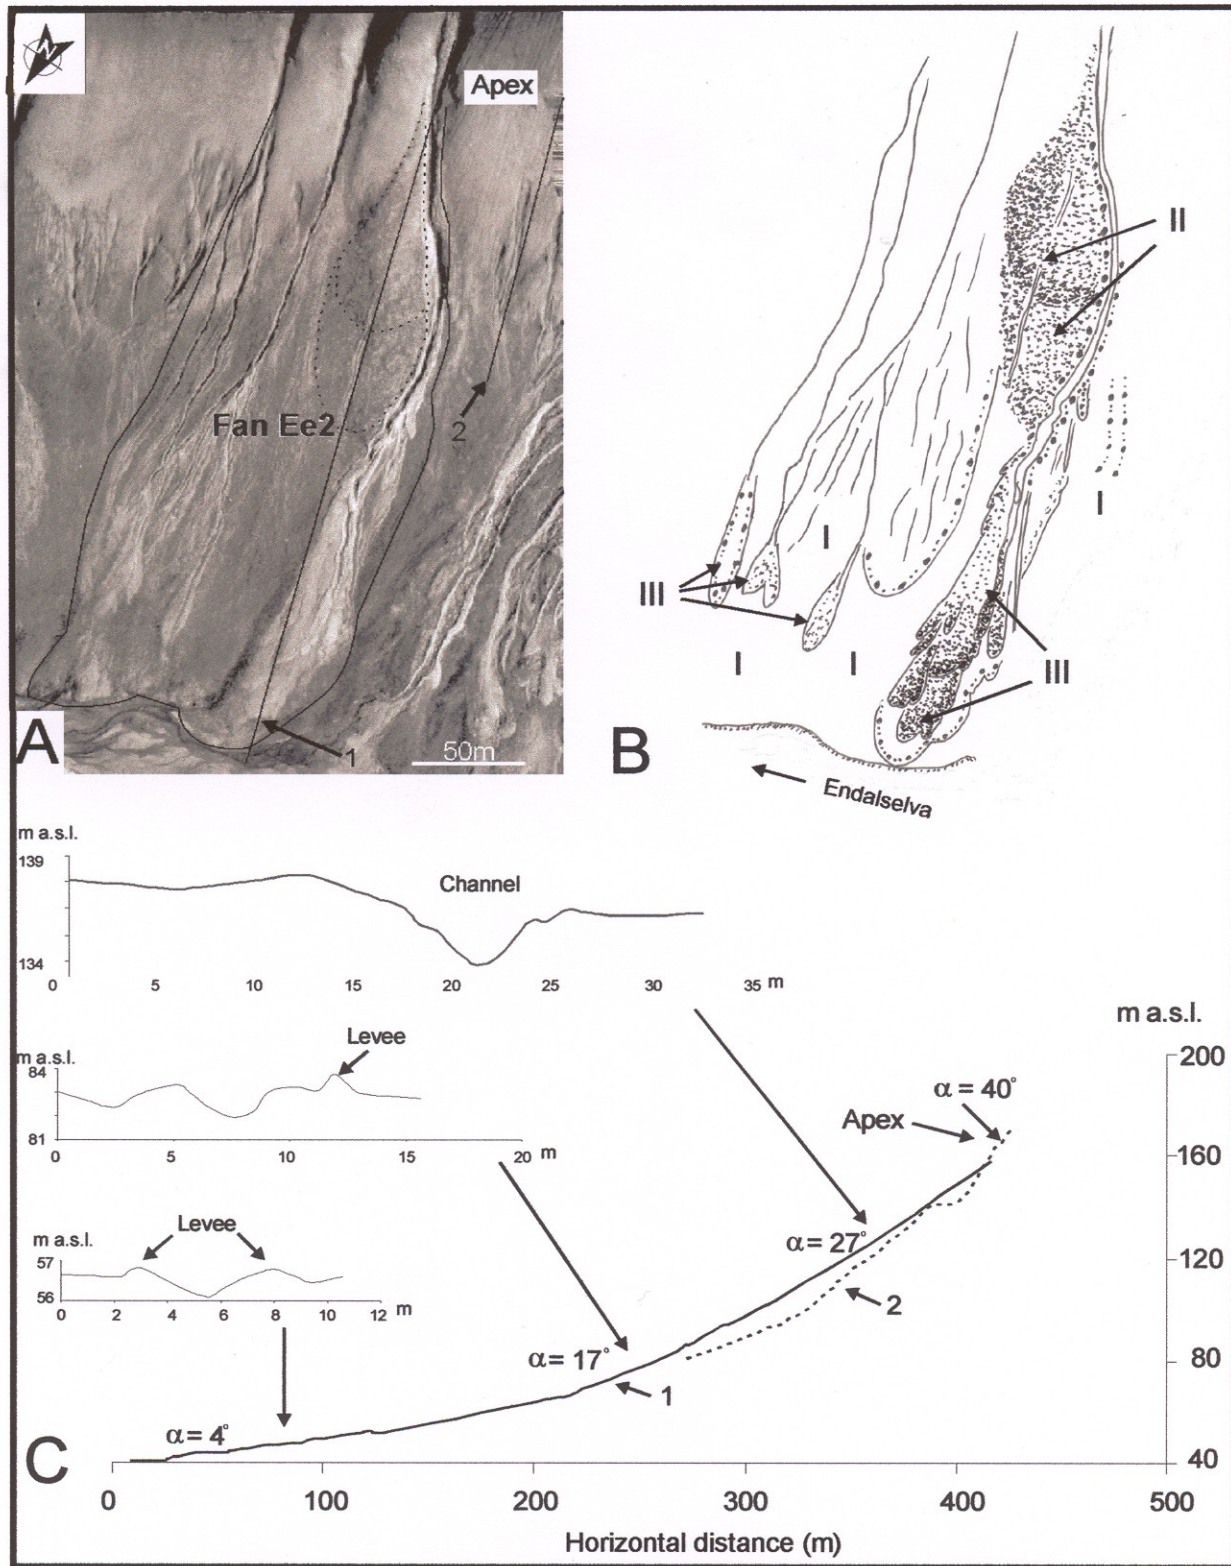 N
Apex
Fan Ee2
2
1
50m
A
II
I
I
III
I
I
III
B
Endalselva
m a.s.l.
139
134
Channel
0 5 10 15 20 25 30 35 m
m a.s.l.
84
81
Levee
0 5 10 15 20 m
m a.s.l.
57
56
Levee
0 2 4 6 8 10 12 m
m a.s.l.
200
160
120
80
40
α = 40°
Apex
α = 27°
2
α = 17°
1
α = 4°
C
0 100 200 300 400 500
Horizontal distance (m)